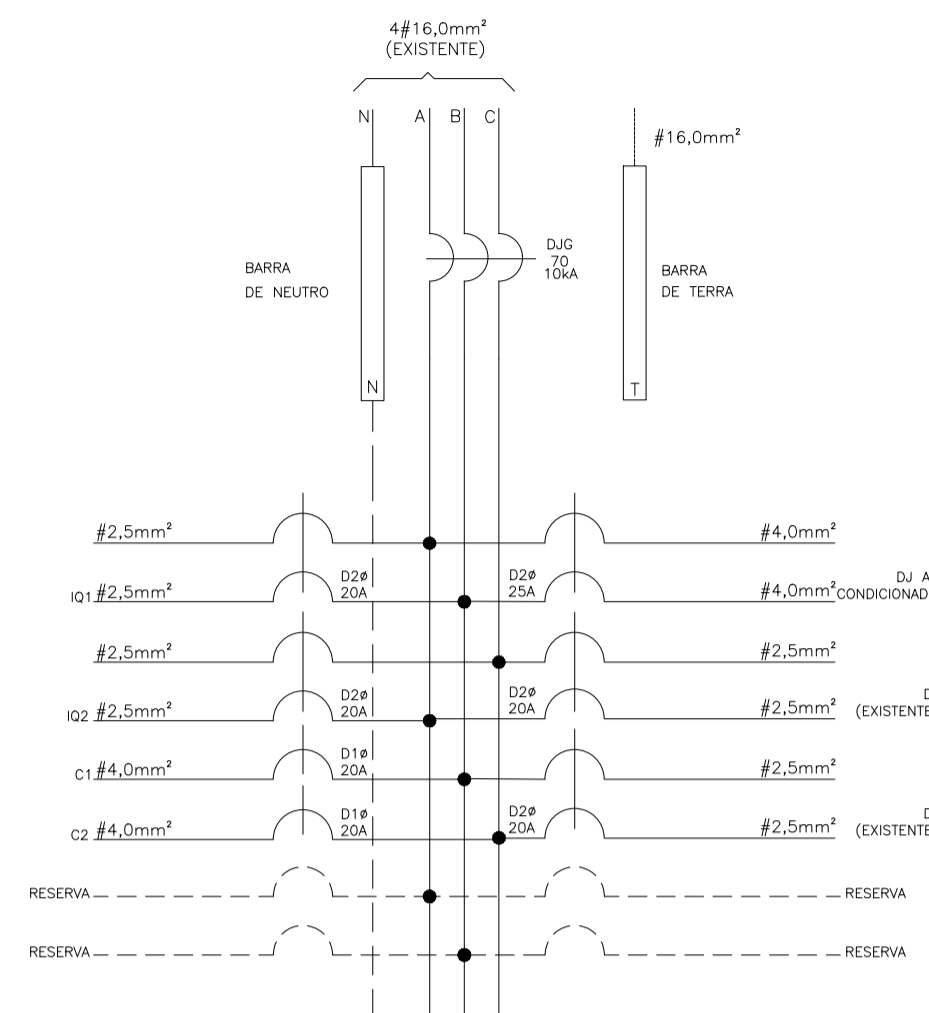 4#16,0mm²
(EXISTENTE)
N A B C
#16,0mm²
DJG
70
10kA
BARRA
DE NEUTRO
BARRA
DE TERRA
N
T
#2,5mm²
#4,0mm²
IQ1 #2,5mm²
D2ø
20A
D2ø
25A
#4,0mm²
DJ A
CONDICIONAD
#2,5mm²
#2,5mm²
IQ2 #2,5mm²
D2ø
20A
D2ø
20A
#2,5mm²
D
(EXISTENTE
C1 #4,0mm²
D1ø
20A
#2,5mm²
C2 #4,0mm²
D1ø
20A
D2ø
20A
#2,5mm²
D
(EXISTENTE
RESERVA
RESERVA
RESERVA
RESERVA